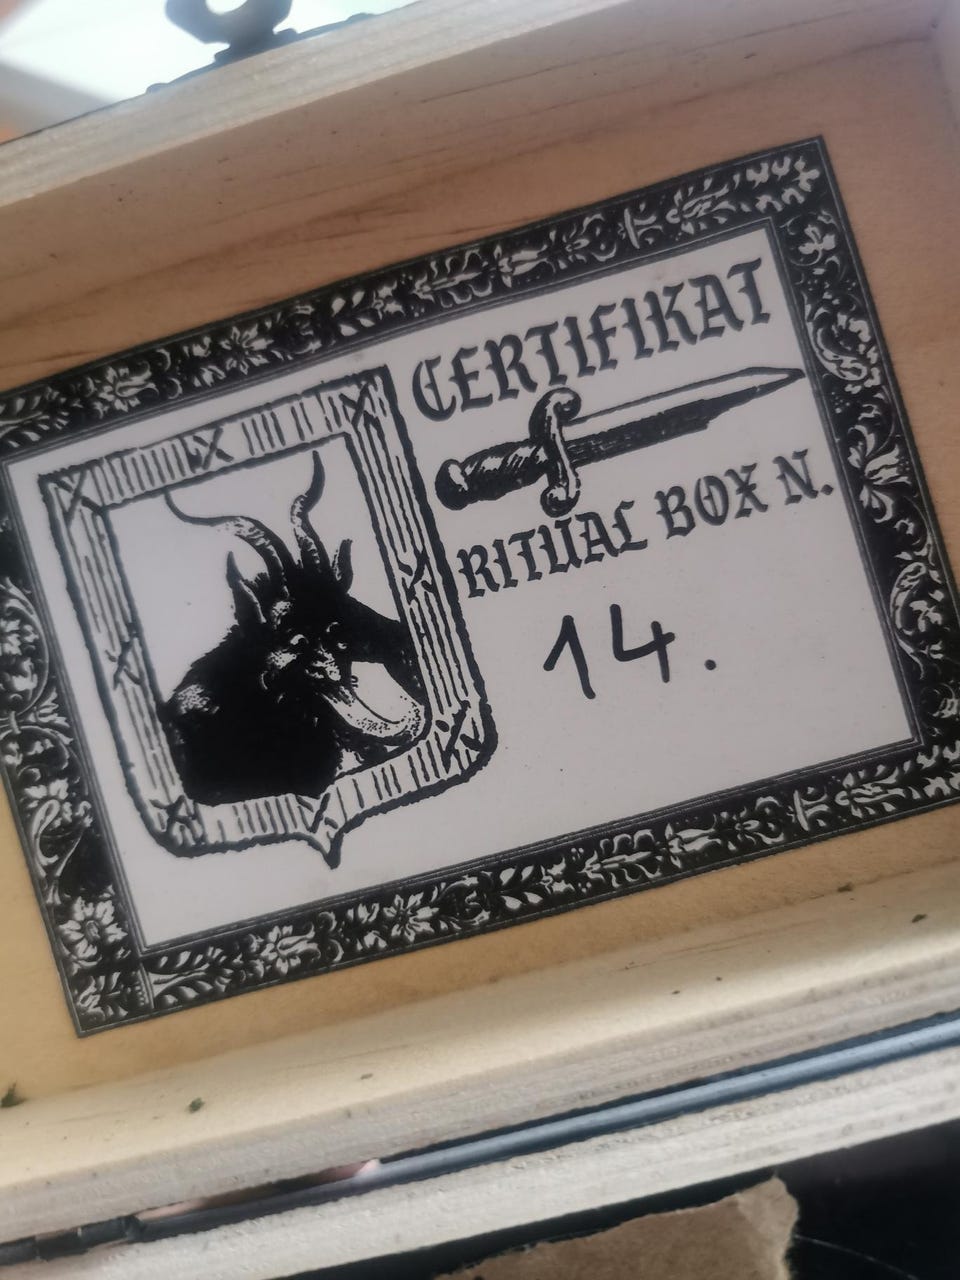 CERTIFIKAT
RITUAL BOX N.
14.